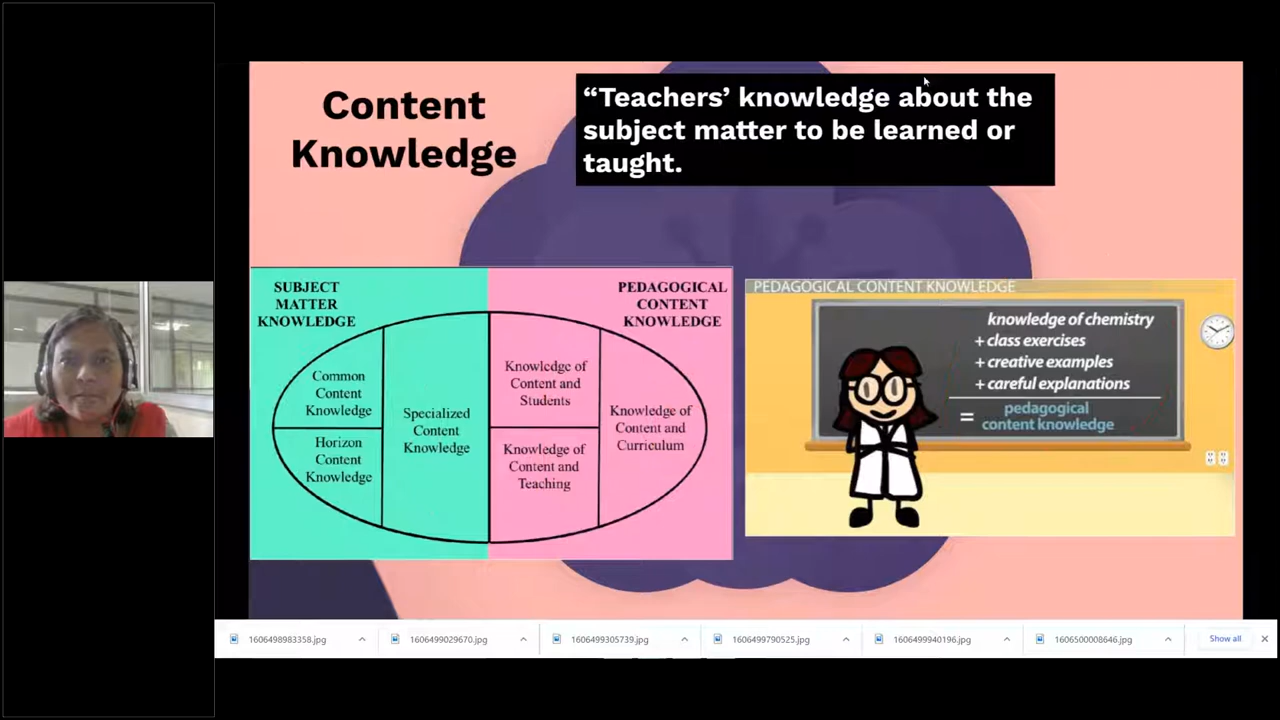 Content
Knowledge
“Teachers’ knowledge about the
subject matter to be learned or
taught.
SUBJECT
MATTER
KNOWLEDGE
PEDAGOGICAL
CONTENT
KNOWLEDGE
Common
Content
Knowledge
Horizon
Content
Knowledge
Specialized
Content
Knowledge
Knowledge of
Content and
Students
Knowledge of
Content and
Teaching
Knowledge of
Content and
Curriculum
PEDAGOGICAL CONTENT KNOWLEDGE
knowledge of chemistry
+ class exercises
+ creative examples
+ careful explanations
= pedagogical
content knowledge
1606498983358.jpg
1606499029670.jpg
1606499305739.jpg
1606499790525.jpg
1606499940196.jpg
1606500008646.jpg
Show all